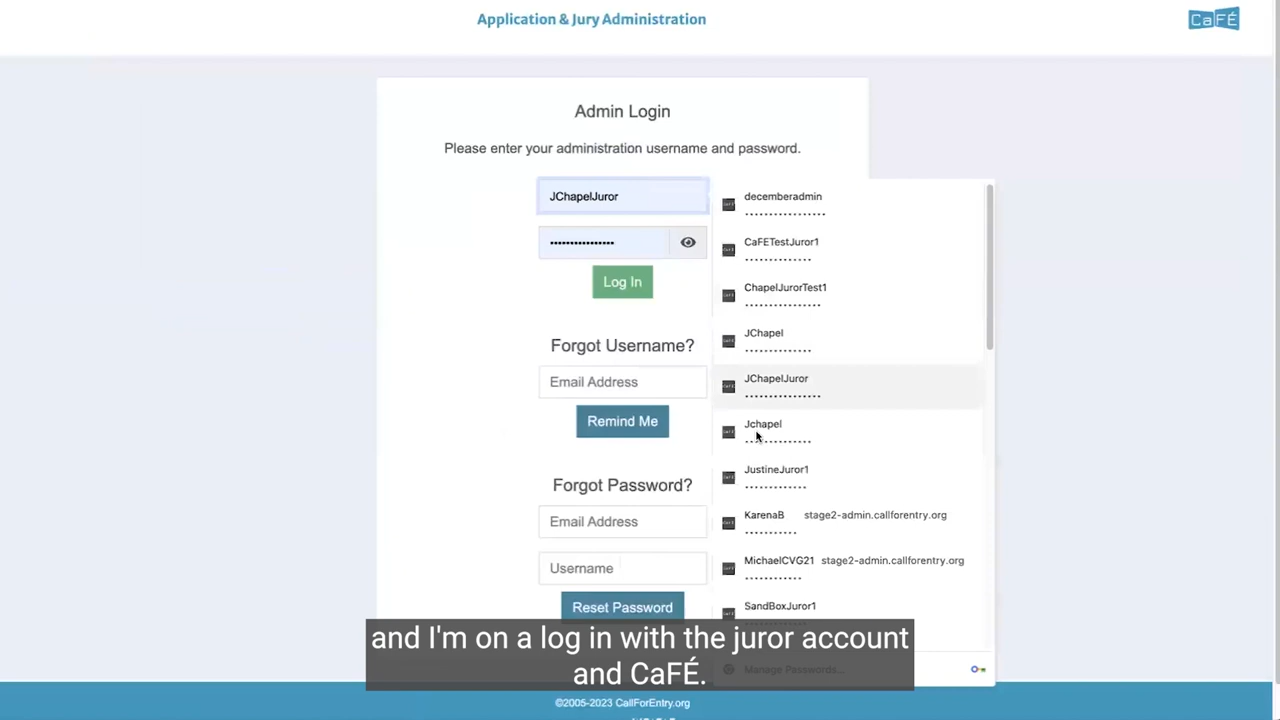 Application & Jury Administration
CaFÉ
Admin Login
Please enter your administration username and password.
JChapelJuror
••••••••••••••••
Log In
Forgot Username?
Email Address
Remind Me
Forgot Password?
Email Address
Username
Reset Password
decemberadmin
CaFETestJuror1
ChapelJurorTest1
JChapel
JChapelJuror
Jchapel
JustineJuror1
KarenaB stage2-admin.callforentry.org
MichaelCVG21 stage2-admin.callforentry.org
SandBoxJuror1
Manage Passwords...
and I'm on a log in with the juror account
and CaFÉ.
©2005-2023 CallForEntry.org